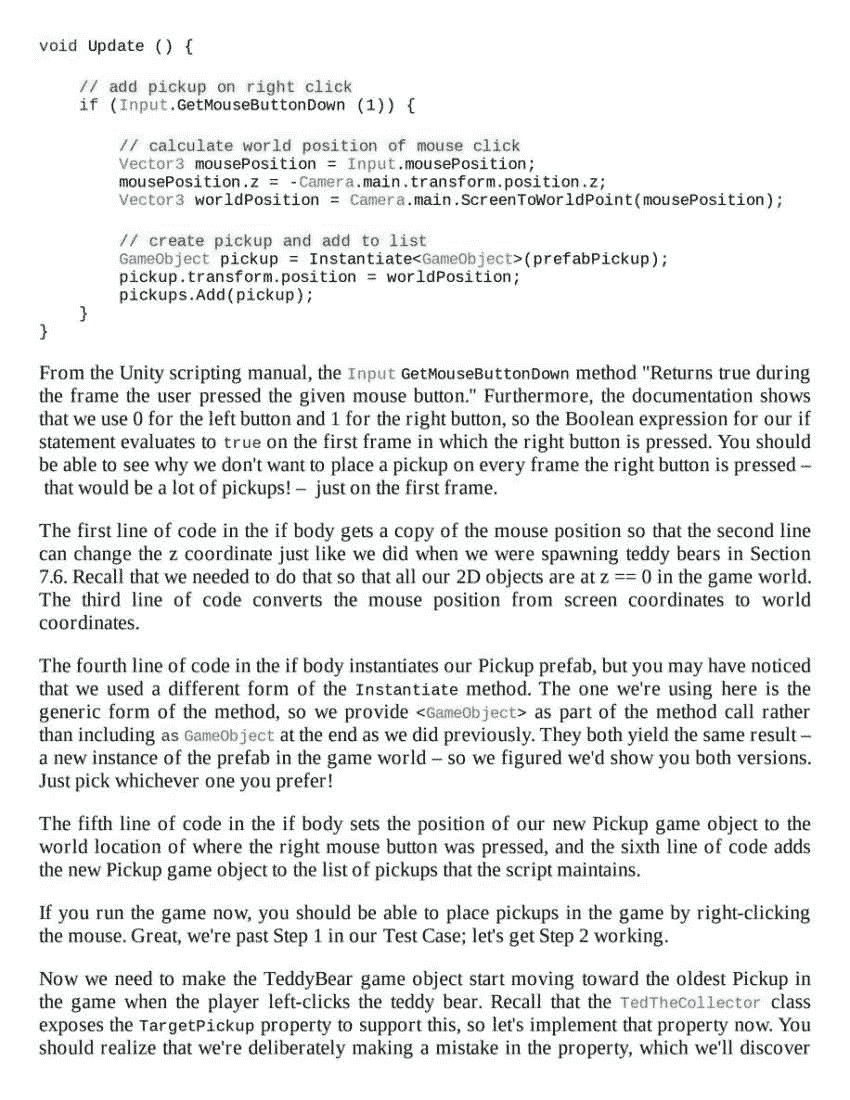 void Update () {
// add pickup on right click
if (Input.GetMouseButtonDown (1)) {
// calculate world position of mouse click
Vector3 mousePosition = Input.mousePosition;
mousePosition.z = -Camera.main.transform.position.z;
Vector3 worldPosition = Camera.main.ScreenToWorldPoint(mousePosition);
// create pickup and add to list
GameObject pickup = Instantiate<GameObject>(prefabPickup);
pickup.transform.position = worldPosition;
pickups.Add(pickup);
}
}
From the Unity scripting manual, the Input GetMouseButtonDown method "Returns true during
the frame the user pressed the given mouse button." Furthermore, the documentation shows
that we use 0 for the left button and 1 for the right button, so the Boolean expression for our if
statement evaluates to true on the first frame in which the right button is pressed. You should
be able to see why we don't want to place a pickup on every frame the right button is pressed –
that would be a lot of pickups! – just on the first frame.
The first line of code in the if body gets a copy of the mouse position so that the second line
can change the z coordinate just like we did when we were spawning teddy bears in Section
7.6. Recall that we needed to do that so that all our 2D objects are at z == 0 in the game world.
The third line of code converts the mouse position from screen coordinates to world
coordinates.
The fourth line of code in the if body instantiates our Pickup prefab, but you may have noticed
that we used a different form of the Instantiate method. The one we're using here is the
generic form of the method, so we provide <GameObject> as part of the method call rather
than including as GameObject at the end as we did previously. They both yield the same result –
a new instance of the prefab in the game world – so we figured we'd show you both versions.
Just pick whichever one you prefer!
The fifth line of code in the if body sets the position of our new Pickup game object to the
world location of where the right mouse button was pressed, and the sixth line of code adds
the new Pickup game object to the list of pickups that the script maintains.
If you run the game now, you should be able to place pickups in the game by right-clicking
the mouse. Great, we're past Step 1 in our Test Case; let's get Step 2 working.
Now we need to make the TeddyBear game object start moving toward the oldest Pickup in
the game when the player left-clicks the teddy bear. Recall that the TedTheCollector class
exposes the TargetPickup property to support this, so let's implement that property now. You
should realize that we're deliberately making a mistake in the property, which we'll discover